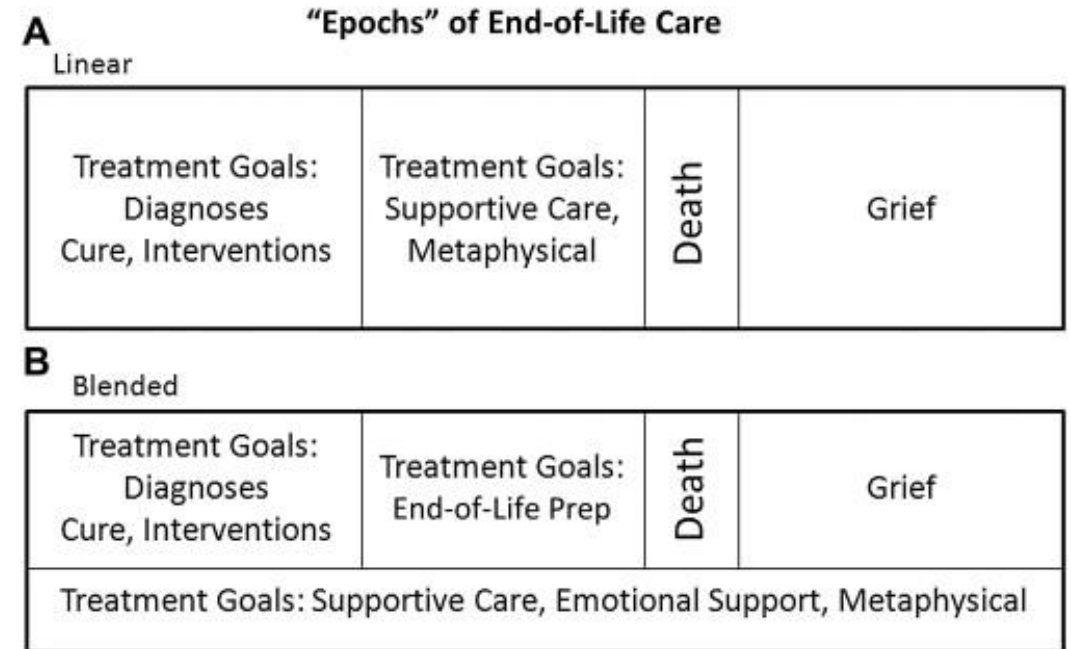 “Epochs” of End-of-Life Care
A
Linear
Treatment Goals:
Diagnoses
Cure, Interventions
Treatment Goals:
Supportive Care,
Metaphysical
Death
Grief
B
Blended
Treatment Goals:
Diagnoses
Cure, Interventions
Treatment Goals:
End-of-Life Prep
Death
Grief
Treatment Goals: Supportive Care, Emotional Support, Metaphysical